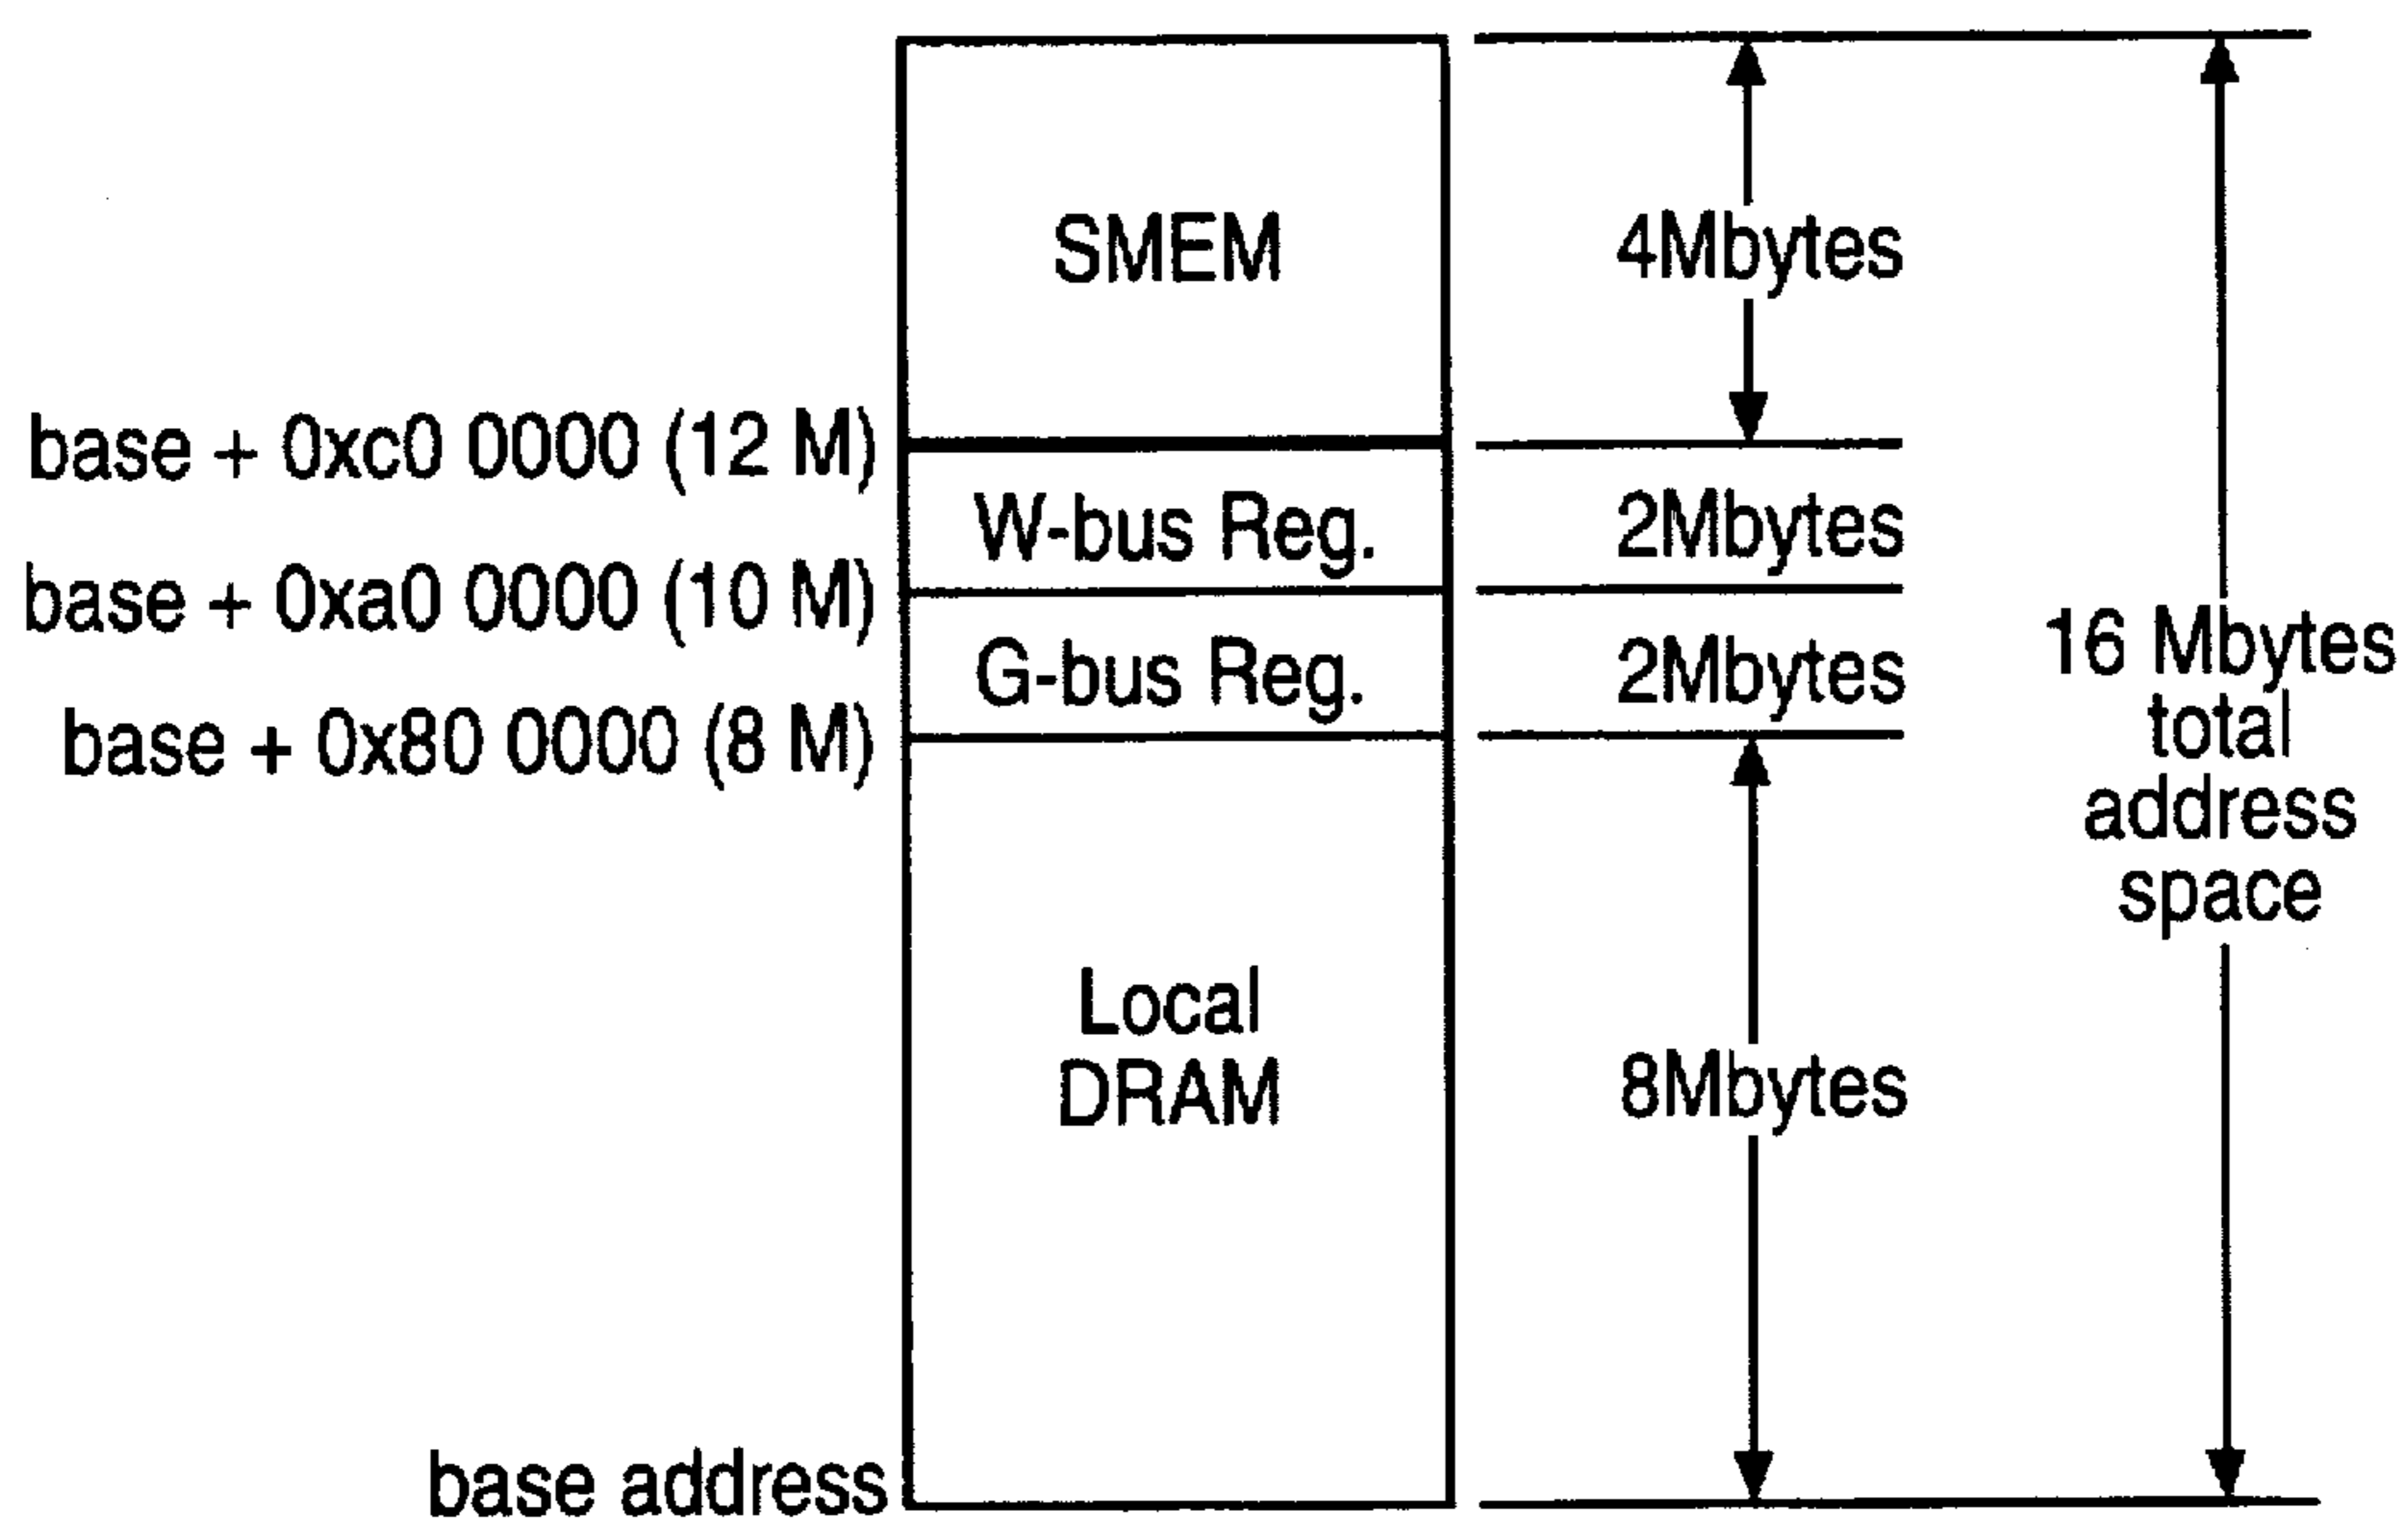 SMEM
4Mbytes
base + 0xc0 0000 (12 M)
W-bus Reg.
2Mbytes
base + 0xa0 0000 (10 M)
G-bus Reg.
2Mbytes
16 Mbytes
total
address
space
base + 0x80 0000 (8 M)
Local
DRAM
8Mbytes
base address